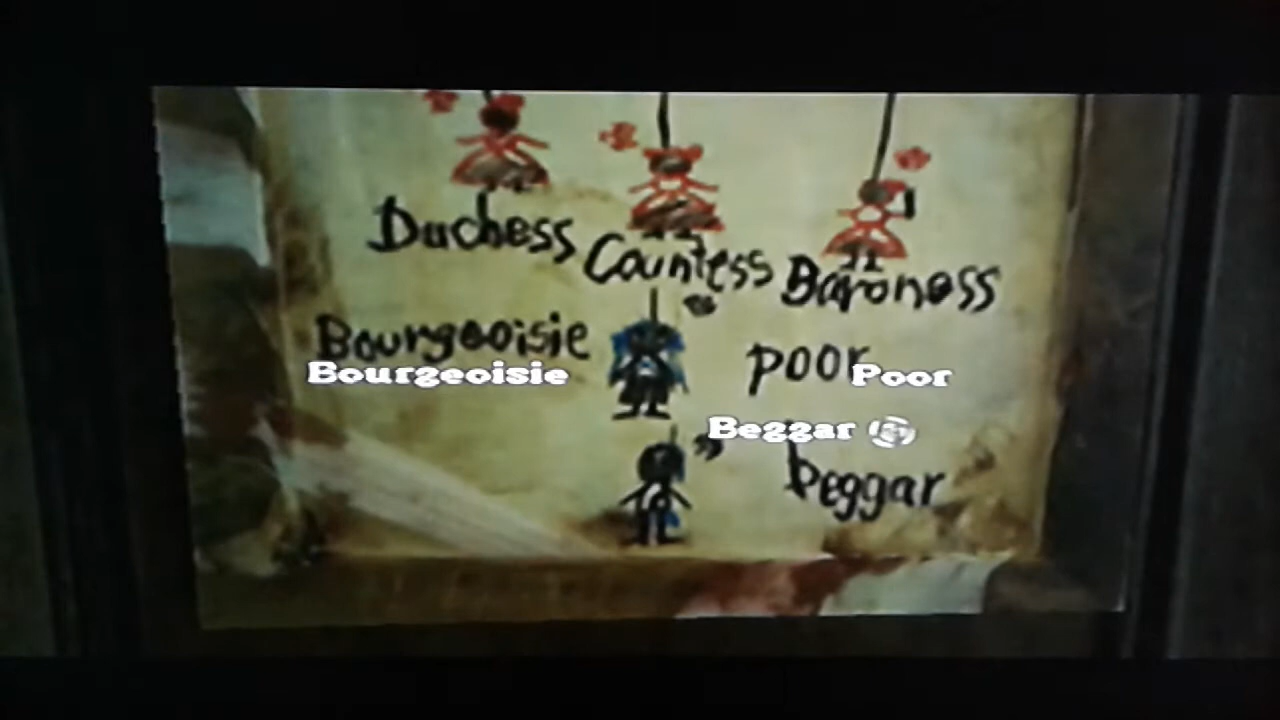 Duchess
Countess
Baroness
Bourgeoisie
poor
Bourgeoisie
Poor
Beggar
beggar